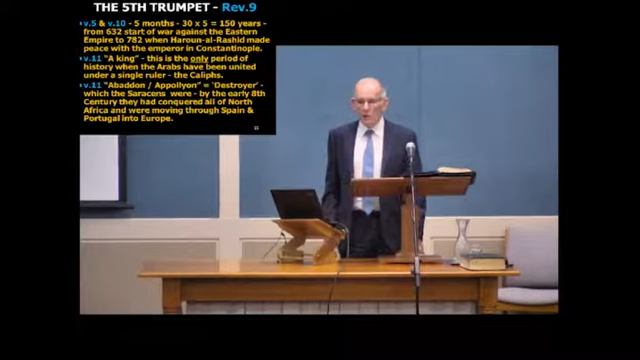 THE 5TH TRUMPET - Rev.9
v.5 & v.10 - 5 months - 30 x 5 = 150 years -
from 632 start of war against the Eastern
Empire to 782 when Haroun-al-Rashid made
peace with the emperor in Constantinople.
v.11 "A king" - this is the only period of
history when the Arabs have been united
under a single ruler - the Caliphs.
v.11 "Abaddon / Appollyon" = 'Destroyer' -
which the Saracens were - by the early 8th
Century they had conquered all of North
Africa and were moving through Spain &
Portugal into Europe.